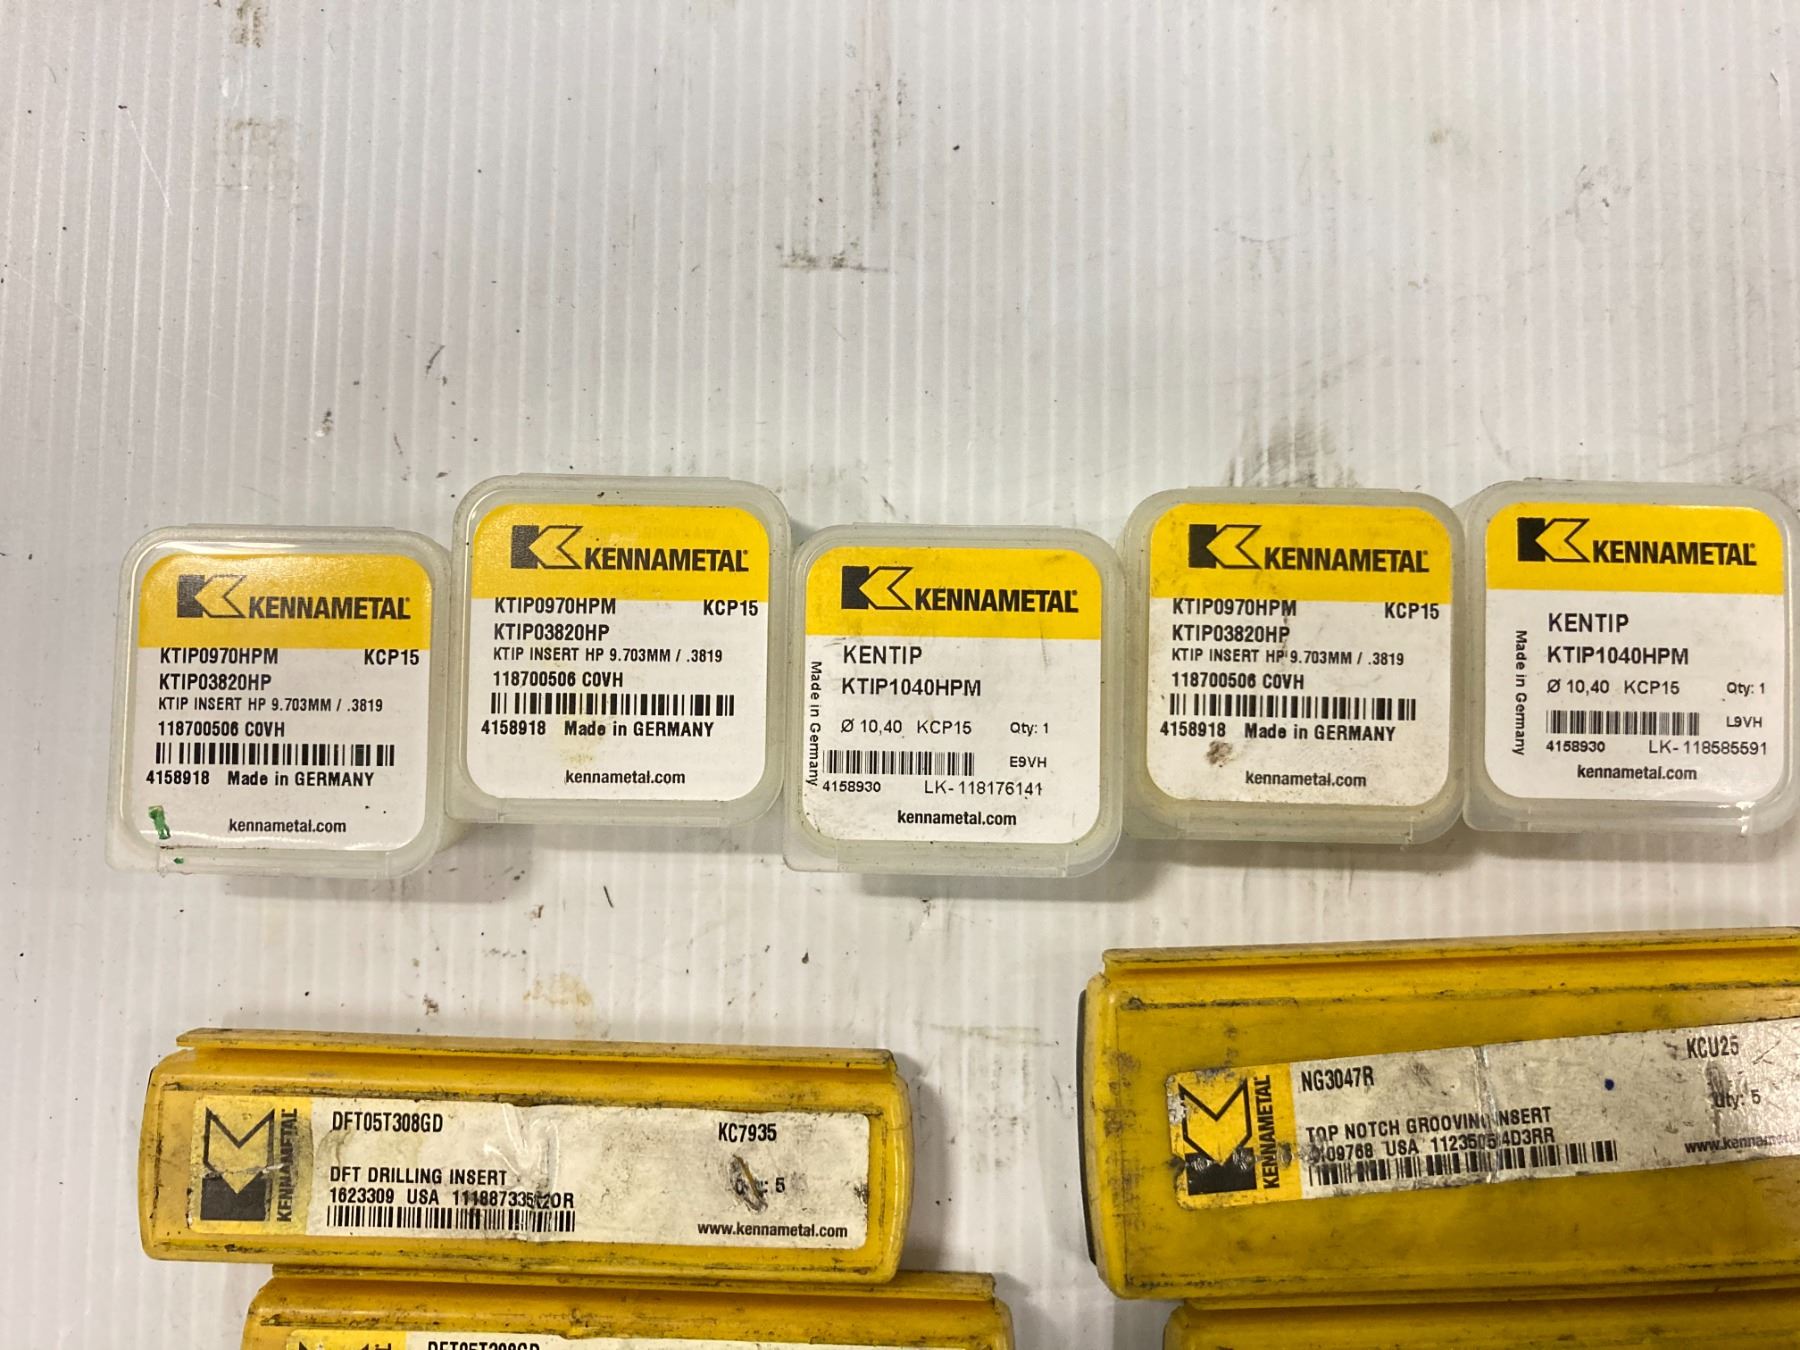 KENNAMETAL
KTIP0970HPM KCP15
KTIP03820HP
KTIP INSERT HP 9.703MM / .3819
118700506 C0VH
4158918 Made in GERMANY
kennametal.com
KENNAMETAL
KTIP0970HPM KCP15
KTIP03820HP
KTIP INSERT HP 9.703MM / .3819
118700506 C0VH
4158918 Made in GERMANY
kennametal.com
KENNAMETAL
KENTIP
KTIP1040HPM
Ø 10,40 KCP15 Qty: 1
E9VH
4158930 LK-118176141
kennametal.com
Made in Germany
KENNAMETAL
KTIP0970HPM KCP15
KTIP03820HP
KTIP INSERT HP 9.703MM / .3819
118700506 C0VH
4158918 Made in GERMANY
kennametal.com
KENNAMETAL
KENTIP
KTIP1040HPM
Ø 10,40 KCP15 Qty: 1
L9VH
4158930 LK-118585591
kennametal.com
Made in Germany
KENNAMETAL
DFT05T308GD KC7935
DFT DRILLING INSERT
1623309 USA
5
www.kennametal.com
KENNAMETAL
NG3047R KCU25
Qty: 5
TOP NOTCH GROOVING INSERT
USA
www.kennametal